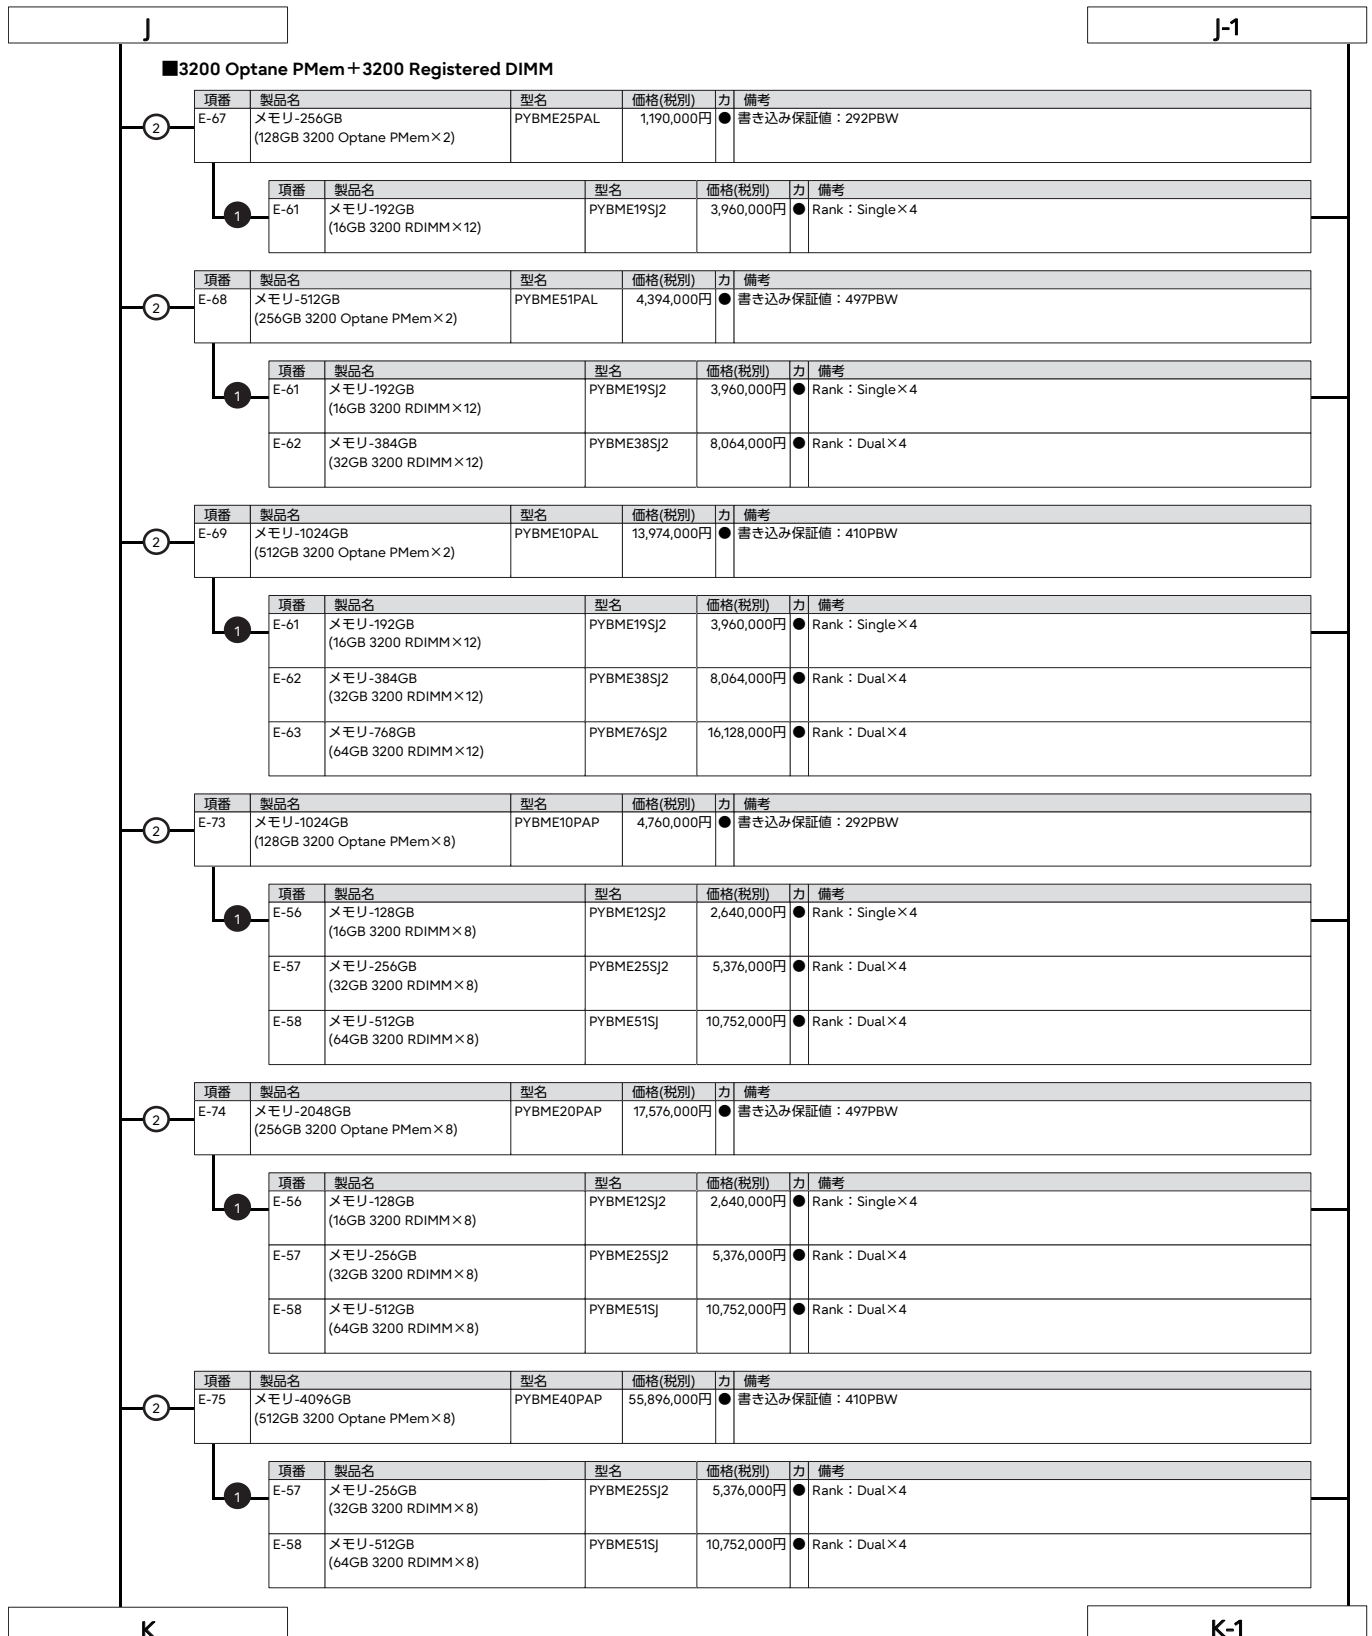 J
J-1
■3200 Optane PMem＋3200 Registered DIMM
項番 製品名 型名 価格(税別) カ 備考
2 E-67 メモリ-256GB PYBME25PAL 1,190,000円 ● 書き込み保証値：292PBW
(128GB 3200 Optane PMem×2)
項番 製品名 型名 価格(税別) カ 備考
1 E-61 メモリ-192GB PYBME19SJ2 3,960,000円 ● Rank：Single×4
(16GB 3200 RDIMM×12)
項番 製品名 型名 価格(税別) カ 備考
2 E-68 メモリ-512GB PYBME51PAL 4,394,000円 ● 書き込み保証値：497PBW
(256GB 3200 Optane PMem×2)
項番 製品名 型名 価格(税別) カ 備考
1 E-61 メモリ-192GB PYBME19SJ2 3,960,000円 ● Rank：Single×4
(16GB 3200 RDIMM×12)
E-62 メモリ-384GB PYBME38SJ2 8,064,000円 ● Rank：Dual×4
(32GB 3200 RDIMM×12)
項番 製品名 型名 価格(税別) カ 備考
2 E-69 メモリ-1024GB PYBME10PAL 13,974,000円 ● 書き込み保証値：410PBW
(512GB 3200 Optane PMem×2)
項番 製品名 型名 価格(税別) カ 備考
1 E-61 メモリ-192GB PYBME19SJ2 3,960,000円 ● Rank：Single×4
(16GB 3200 RDIMM×12)
E-62 メモリ-384GB PYBME38SJ2 8,064,000円 ● Rank：Dual×4
(32GB 3200 RDIMM×12)
E-63 メモリ-768GB PYBME76SJ2 16,128,000円 ● Rank：Dual×4
(64GB 3200 RDIMM×12)
項番 製品名 型名 価格(税別) カ 備考
2 E-73 メモリ-1024GB PYBME10PAP 4,760,000円 ● 書き込み保証値：292PBW
(128GB 3200 Optane PMem×8)
項番 製品名 型名 価格(税別) カ 備考
1 E-56 メモリ-128GB PYBME12SJ2 2,640,000円 ● Rank：Single×4
(16GB 3200 RDIMM×8)
E-57 メモリ-256GB PYBME25SJ2 5,376,000円 ● Rank：Dual×4
(32GB 3200 RDIMM×8)
E-58 メモリ-512GB PYBME51SJ 10,752,000円 ● Rank：Dual×4
(64GB 3200 RDIMM×8)
項番 製品名 型名 価格(税別) カ 備考
2 E-74 メモリ-2048GB PYBME20PAP 17,576,000円 ● 書き込み保証値：497PBW
(256GB 3200 Optane PMem×8)
項番 製品名 型名 価格(税別) カ 備考
1 E-56 メモリ-128GB PYBME12SJ2 2,640,000円 ● Rank：Single×4
(16GB 3200 RDIMM×8)
E-57 メモリ-256GB PYBME25SJ2 5,376,000円 ● Rank：Dual×4
(32GB 3200 RDIMM×8)
E-58 メモリ-512GB PYBME51SJ 10,752,000円 ● Rank：Dual×4
(64GB 3200 RDIMM×8)
項番 製品名 型名 価格(税別) カ 備考
2 E-75 メモリ-4096GB PYBME40PAP 55,896,000円 ● 書き込み保証値：410PBW
(512GB 3200 Optane PMem×8)
項番 製品名 型名 価格(税別) カ 備考
1 E-57 メモリ-256GB PYBME25SJ2 5,376,000円 ● Rank：Dual×4
(32GB 3200 RDIMM×8)
E-58 メモリ-512GB PYBME51SJ 10,752,000円 ● Rank：Dual×4
(64GB 3200 RDIMM×8)
K
K-1